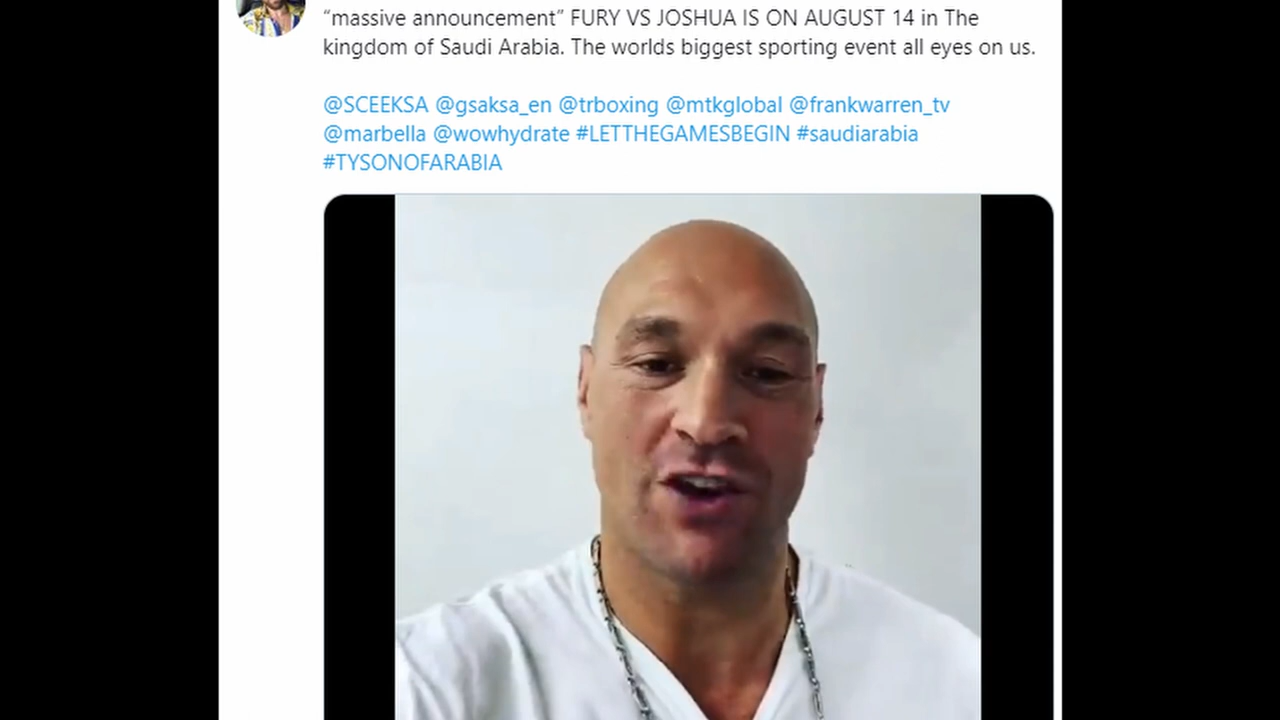 “massive announcement” FURY VS JOSHUA IS ON AUGUST 14 in The
kingdom of Saudi Arabia. The worlds biggest sporting event all eyes on us.
@SCEEKSA @gsaksa_en @trboxing @mtkglobal @frankwarren_tv
@marbella @wowhydrate #LETTHEGAMESBEGIN #saudiarabia
#TYSONOFARABIA